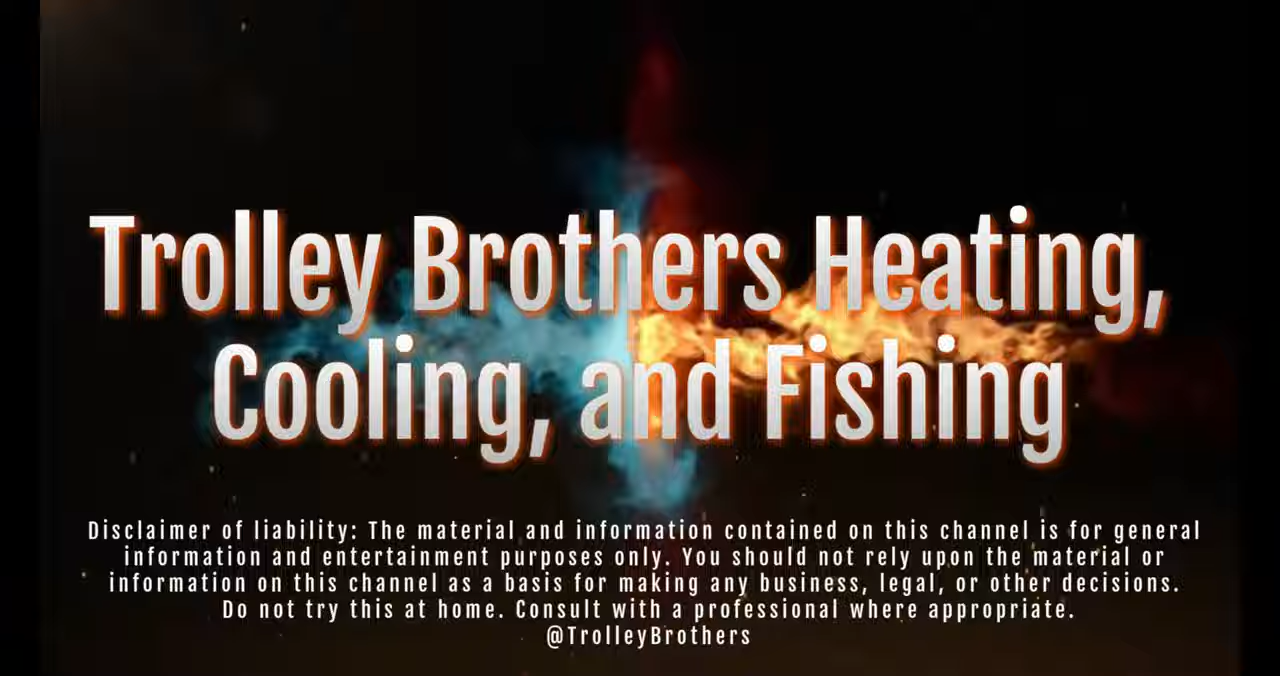 Trolley Brothers Heating,
Cooling, and Fishing
Disclaimer of liability: The material and information contained on this channel is for general
information and entertainment purposes only. You should not rely upon the material or
information on this channel as a basis for making any business, legal, or other decisions.
Do not try this at home. Consult with a professional where appropriate.
@TrolleyBrothers